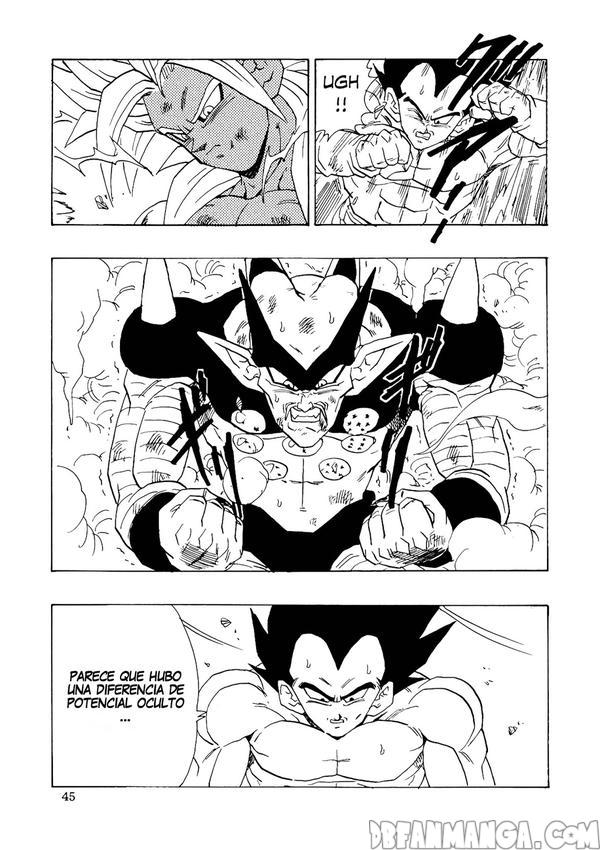 UGH
!!
PARECE QUE HUBO
UNA DIFERENCIA DE
POTENCIAL OCULTO
...
45
DBFANMANGA.COM